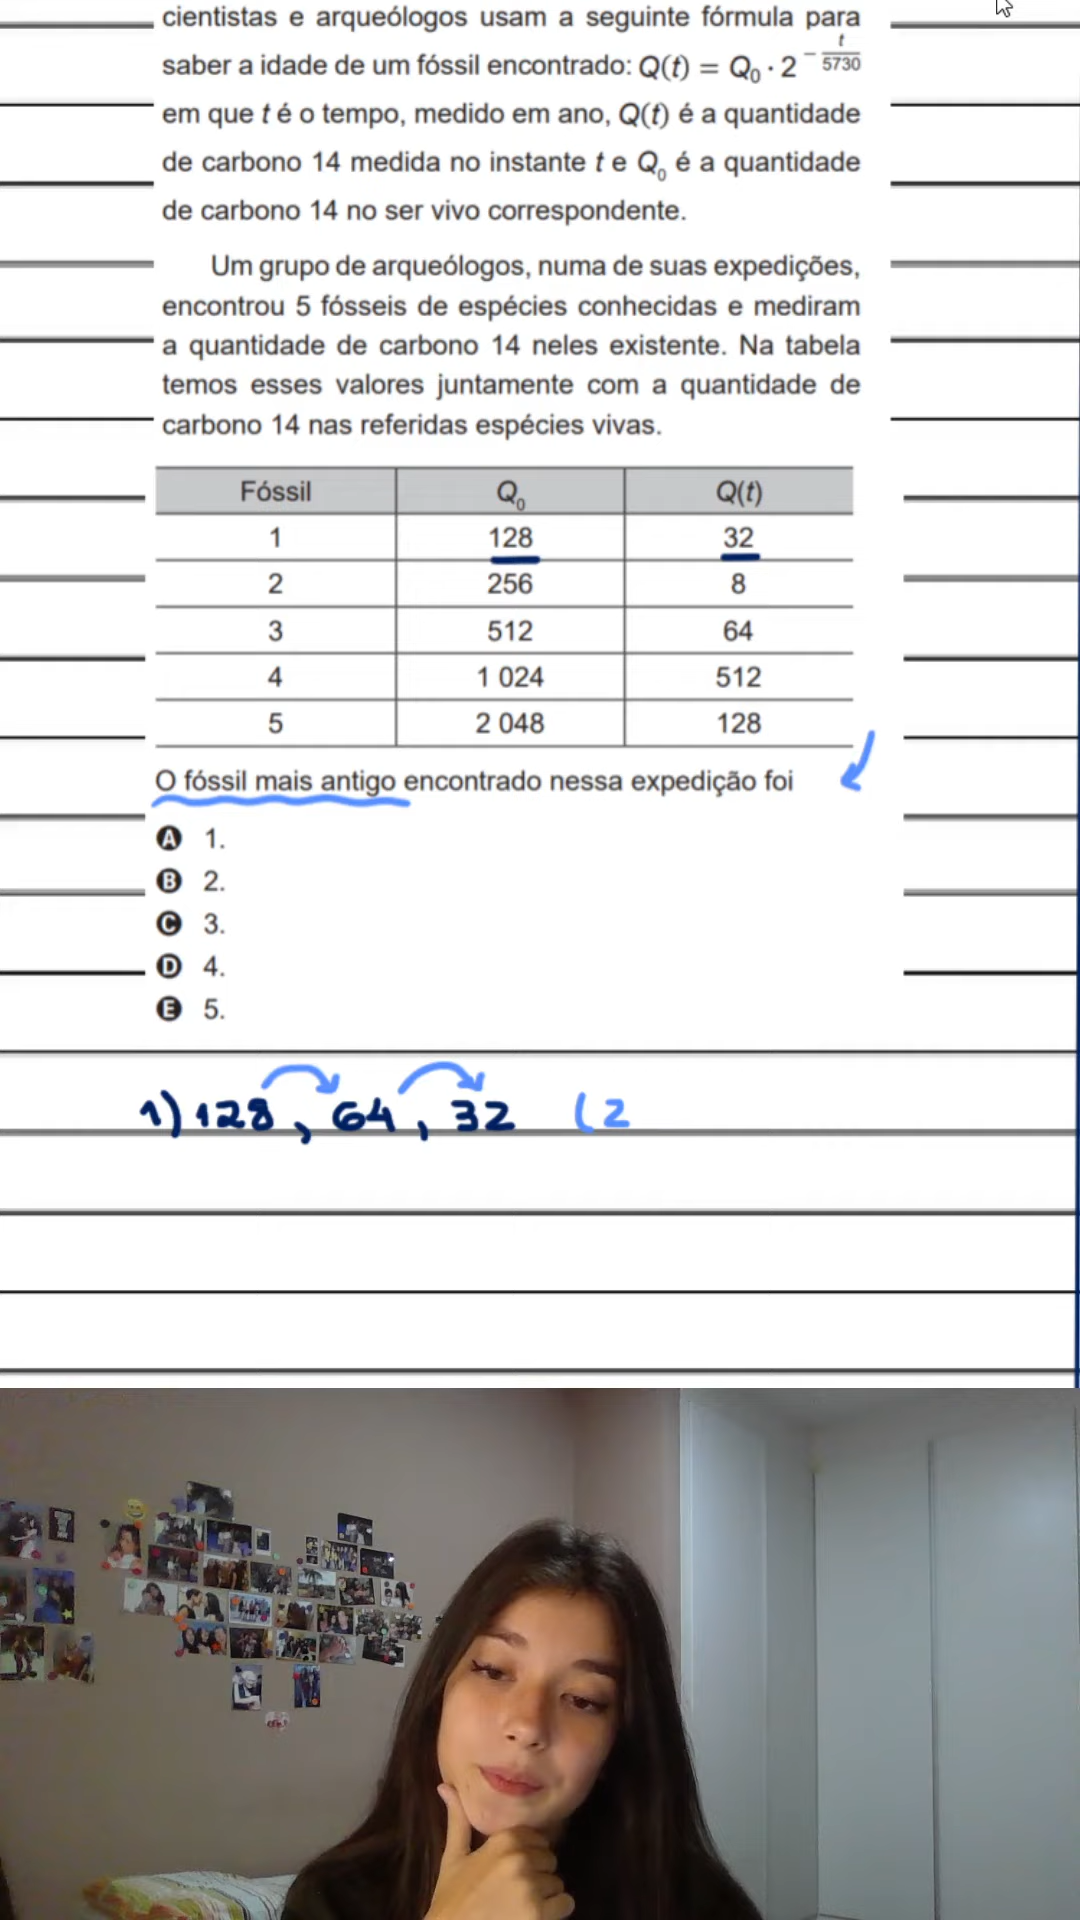 cientistas e arqueólogos usam a seguinte fórmula para
saber a idade de um fóssil encontrado: Q(t) = Q₀ · 2^(-t/5730)
em que t é o tempo, medido em ano, Q(t) é a quantidade
de carbono 14 medida no instante t e Q₀ é a quantidade
de carbono 14 no ser vivo correspondente.
Um grupo de arqueólogos, numa de suas expedições,
encontrou 5 fósseis de espécies conhecidas e mediram
a quantidade de carbono 14 neles existente. Na tabela
temos esses valores juntamente com a quantidade de
carbono 14 nas referidas espécies vivas.
Fóssil Q₀ Q(t)
1 128 32
2 256 8
3 512 64
4 1 024 512
5 2 048 128
O fóssil mais antigo encontrado nessa expedição foi
A 1.
B 2.
C 3.
D 4.
E 5.
1) 128, 64, 32 (2